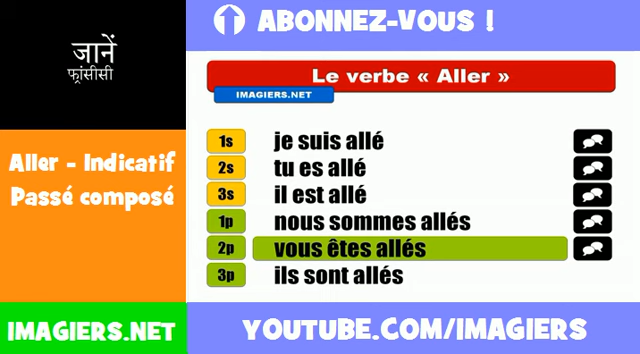 जानें
फ्रांसीसी
Aller - Indicatif
Passé composé
IMAGIERS.NET
ABONNEZ-VOUS !
Le verbe « Aller »
IMAGIERS.NET
1s je suis allé
2s tu es allé
3s il est allé
1p nous sommes allés
2p vous êtes allés
3p ils sont allés
YOUTUBE.COM/IMAGIERS